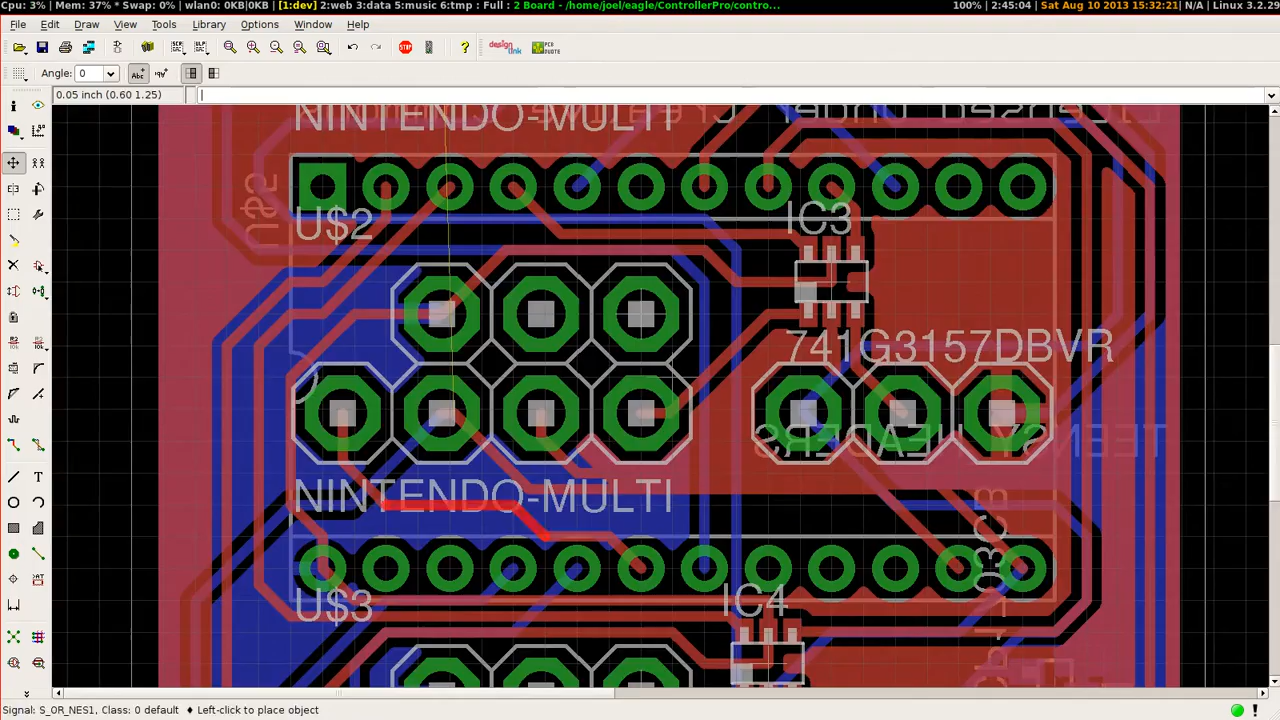 Cpu: 3% | Mem: 37% * Swap: 0% | wlan0: 0KB|0KB | [1:dev] 2:web 3:data 5:music 6:tmp : Full : 2 Board - /home/joel/eagle/ControllerPro/contro...
100% | 2:45:04 | Sat Aug 10 2013 15:32:21| N/A | Linux 3.2.29
File Edit Draw View Tools Library Options Window Help
Angle: 0
0.05 inch (0.60 1.25)
NINTENDO-MULTI
U$2
U$2
IC3
741G3157DBVR
TEENSY HEADERS
NINTENDO-MULTI
U$3
IC4
Signal: S_OR_NES1, Class: 0 default ♦ Left-click to place object